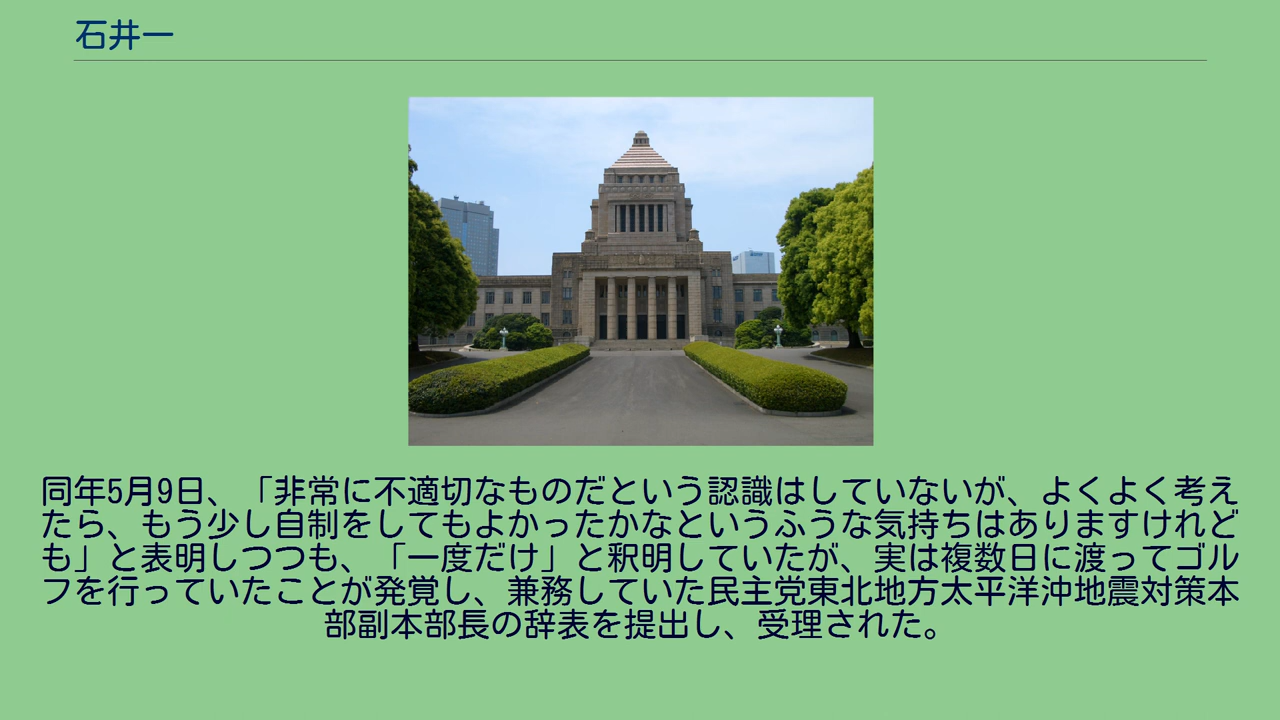 石井一
同年5月9日、「非常に不適切なものだという認識はしていないが、よくよく考え
たら、もう少し自制をしてもよかったかなというふうな気持ちはありますけれど
も」と表明しつつも、「一度だけ」と釈明していたが、実は複数日に渡ってゴル
フを行っていたことが発覚し、兼務していた民主党東北地方太平洋沖地震対策本
部副本部長の辞表を提出し、受理された。